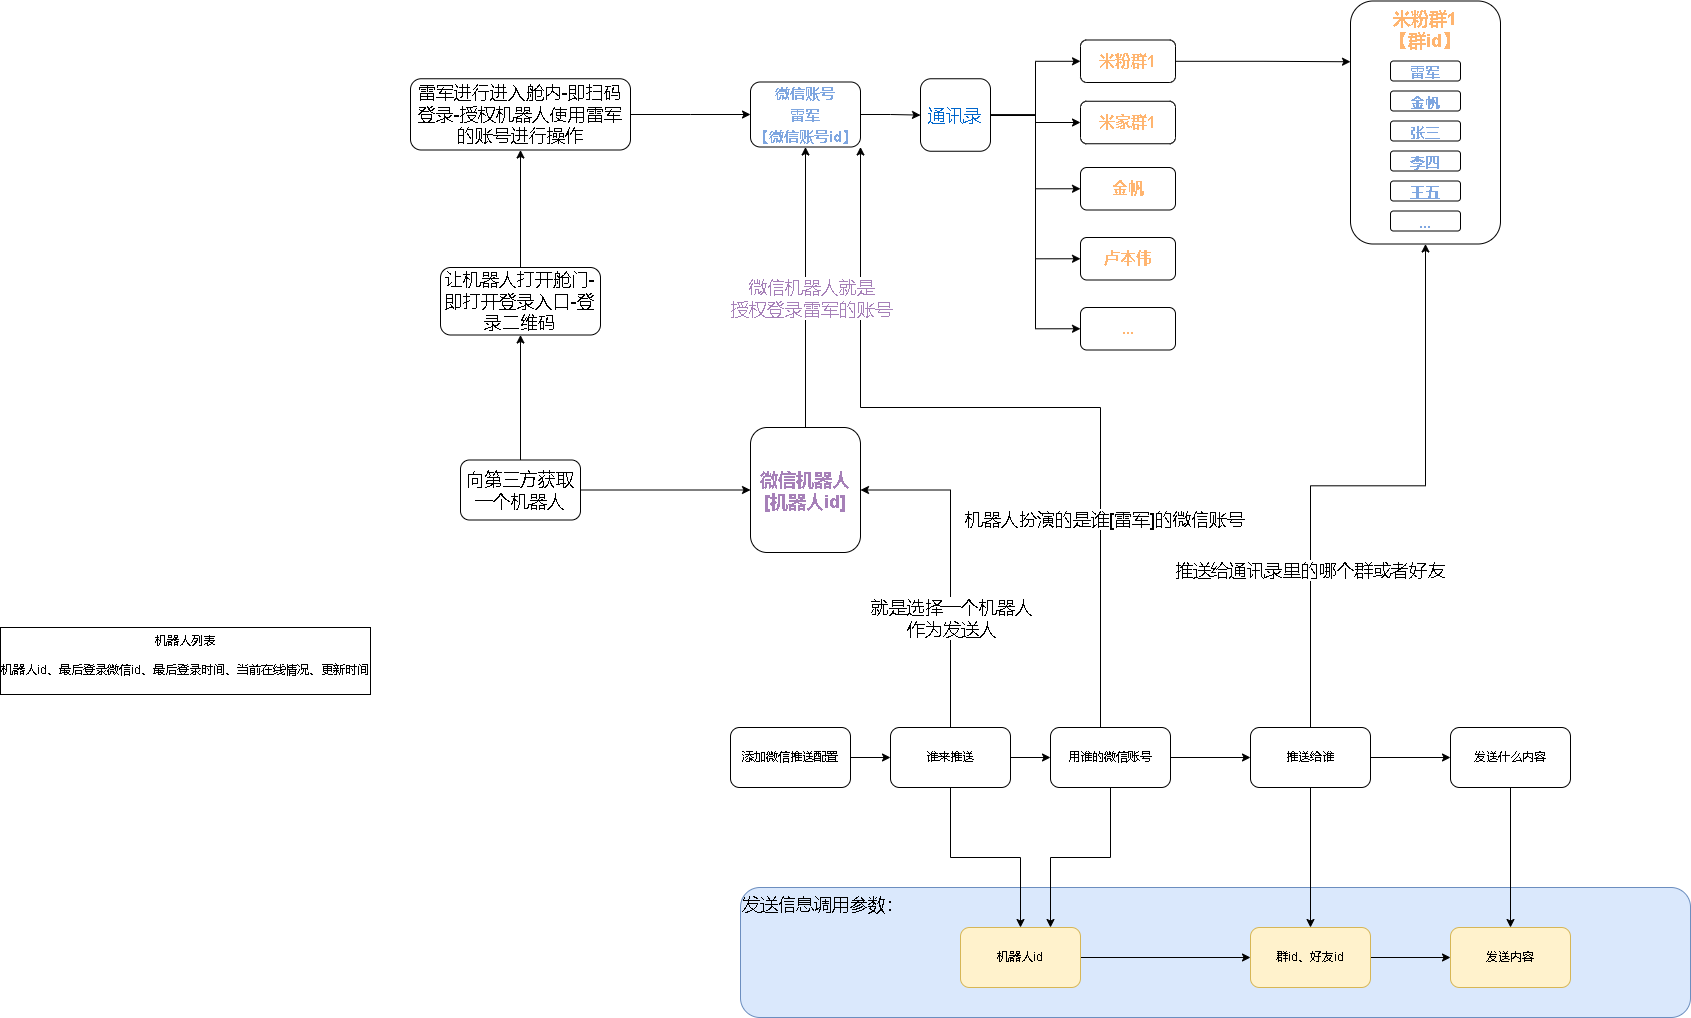 米粉群1
【群id】
雷军
金帆
张三
李四
王五
...
雷军进行进入舱内-即扫码
登录-授权机器人使用雷军
的账号进行操作
微信账号
雷军
【微信账号id】
通讯录
米粉群1
米家群1
金帆
卢本伟
...
让机器人打开舱门-
即打开登录入口-登
录二维码
微信机器人就是
授权登录雷军的账号
向第三方获取
一个机器人
微信机器人
[机器人id]
机器人扮演的是谁[雷军]的微信账号
推送给通讯录里的哪个群或者好友
就是选择一个机器人
作为发送人
机器人列表
机器人id、最后登录微信id、最后登录时间、当前在线情况、更新时间
添加微信推送配置
谁来推送
用谁的微信账号
推送给谁
发送什么内容
发送信息调用参数：
机器人id
群id、好友id
发送内容